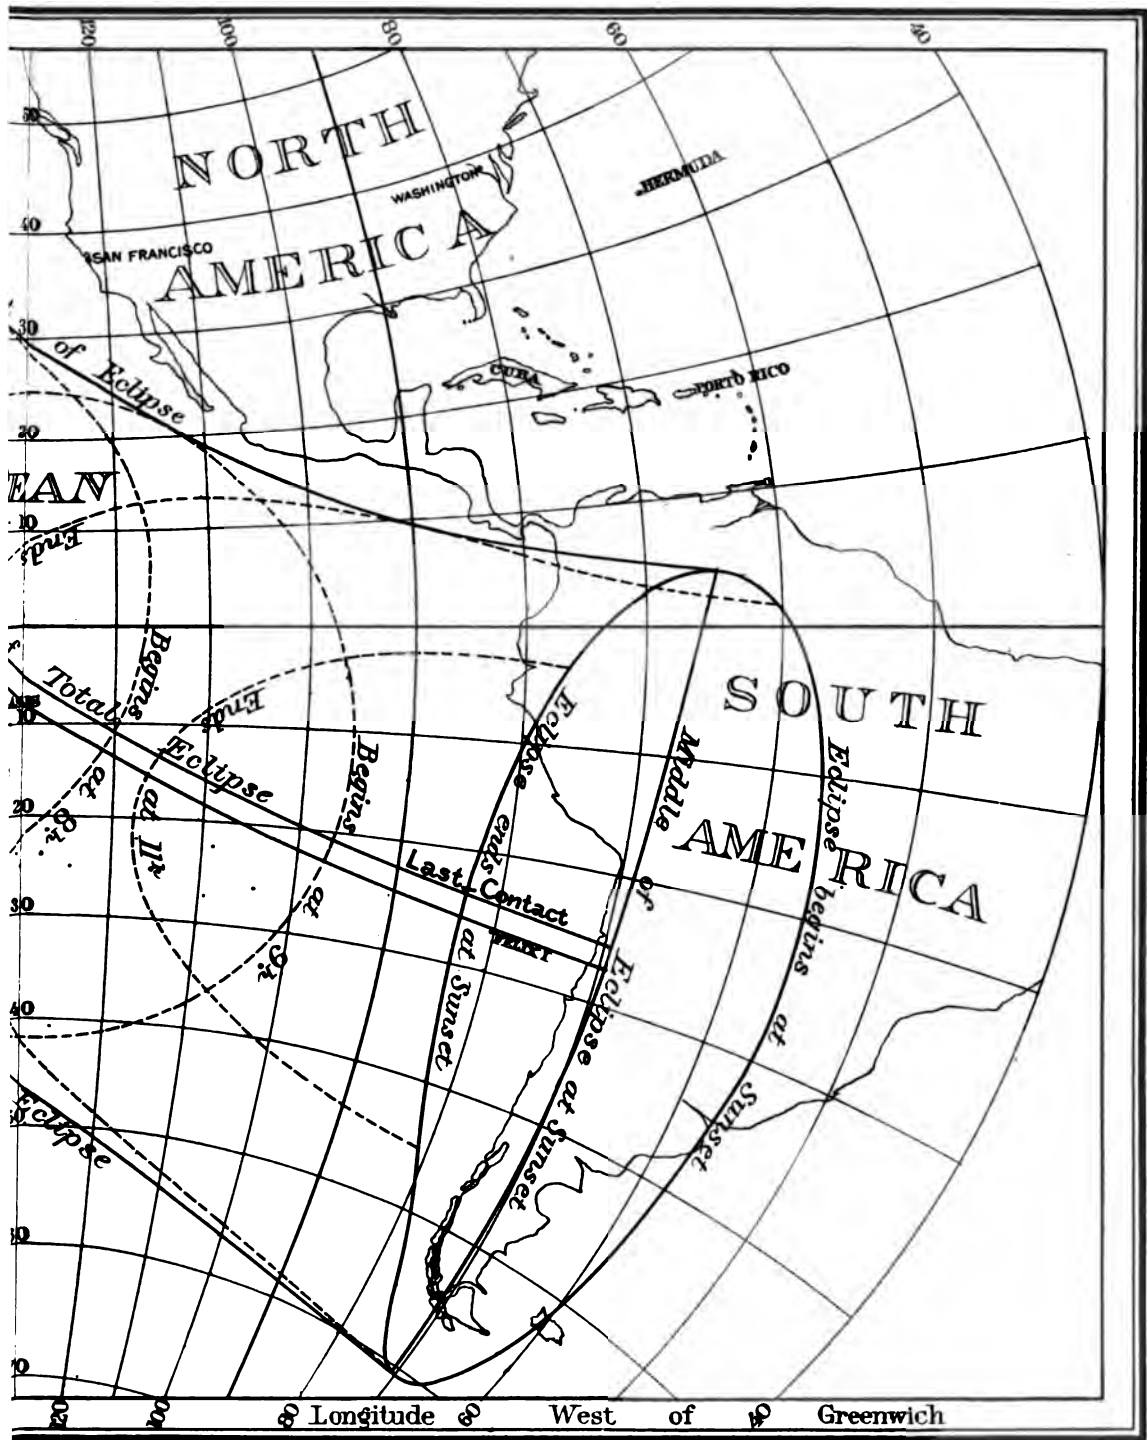 120 100 80 60 40
50
NORTH
WASHINGTON
BERMUDA
40
SAN FRANCISCO
AMERICA
30
of Eclipse
CUBA
PORTO RICO
20
EAN
10
Ends
&
Begins
Total
SOUTH
Ends
10
Eclipse
Begins
Eclipse
ends
Middle
Eclipse
at
at
20
8h
11h
AMERICA
Last Contact
of
begins
at
30
at Sunset
9h
Eclipse at Sunset
40
at
Sunset
Eclipse
120 100 80 Longitude 60 West of 40 Greenwich